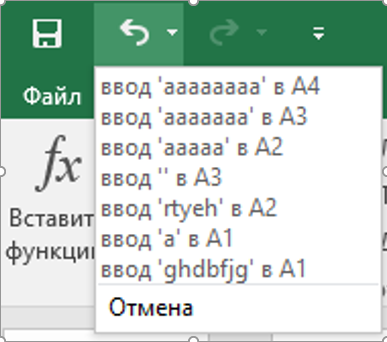 Файл
ввод 'aaaaaaaa' в A4
ввод 'aaaaaaa' в A3
ввод 'aaaaa' в A2
ввод '' в A3
ввод 'rtyeh' в A2
ввод 'a' в A1
ввод 'ghdbfjg' в A1
Отмена
fx
Вставит
функци